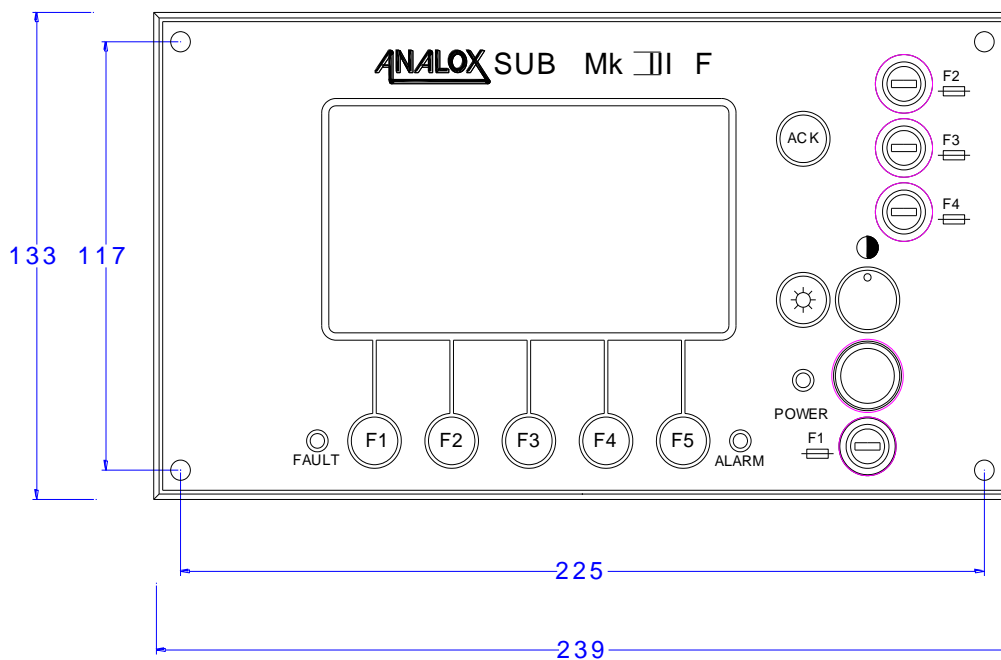 ANALOX SUB Mk III F
F2
ACK
F3
F4
133
117
POWER
F1
F1
F2
F3
F4
F5
FAULT
ALARM
225
239